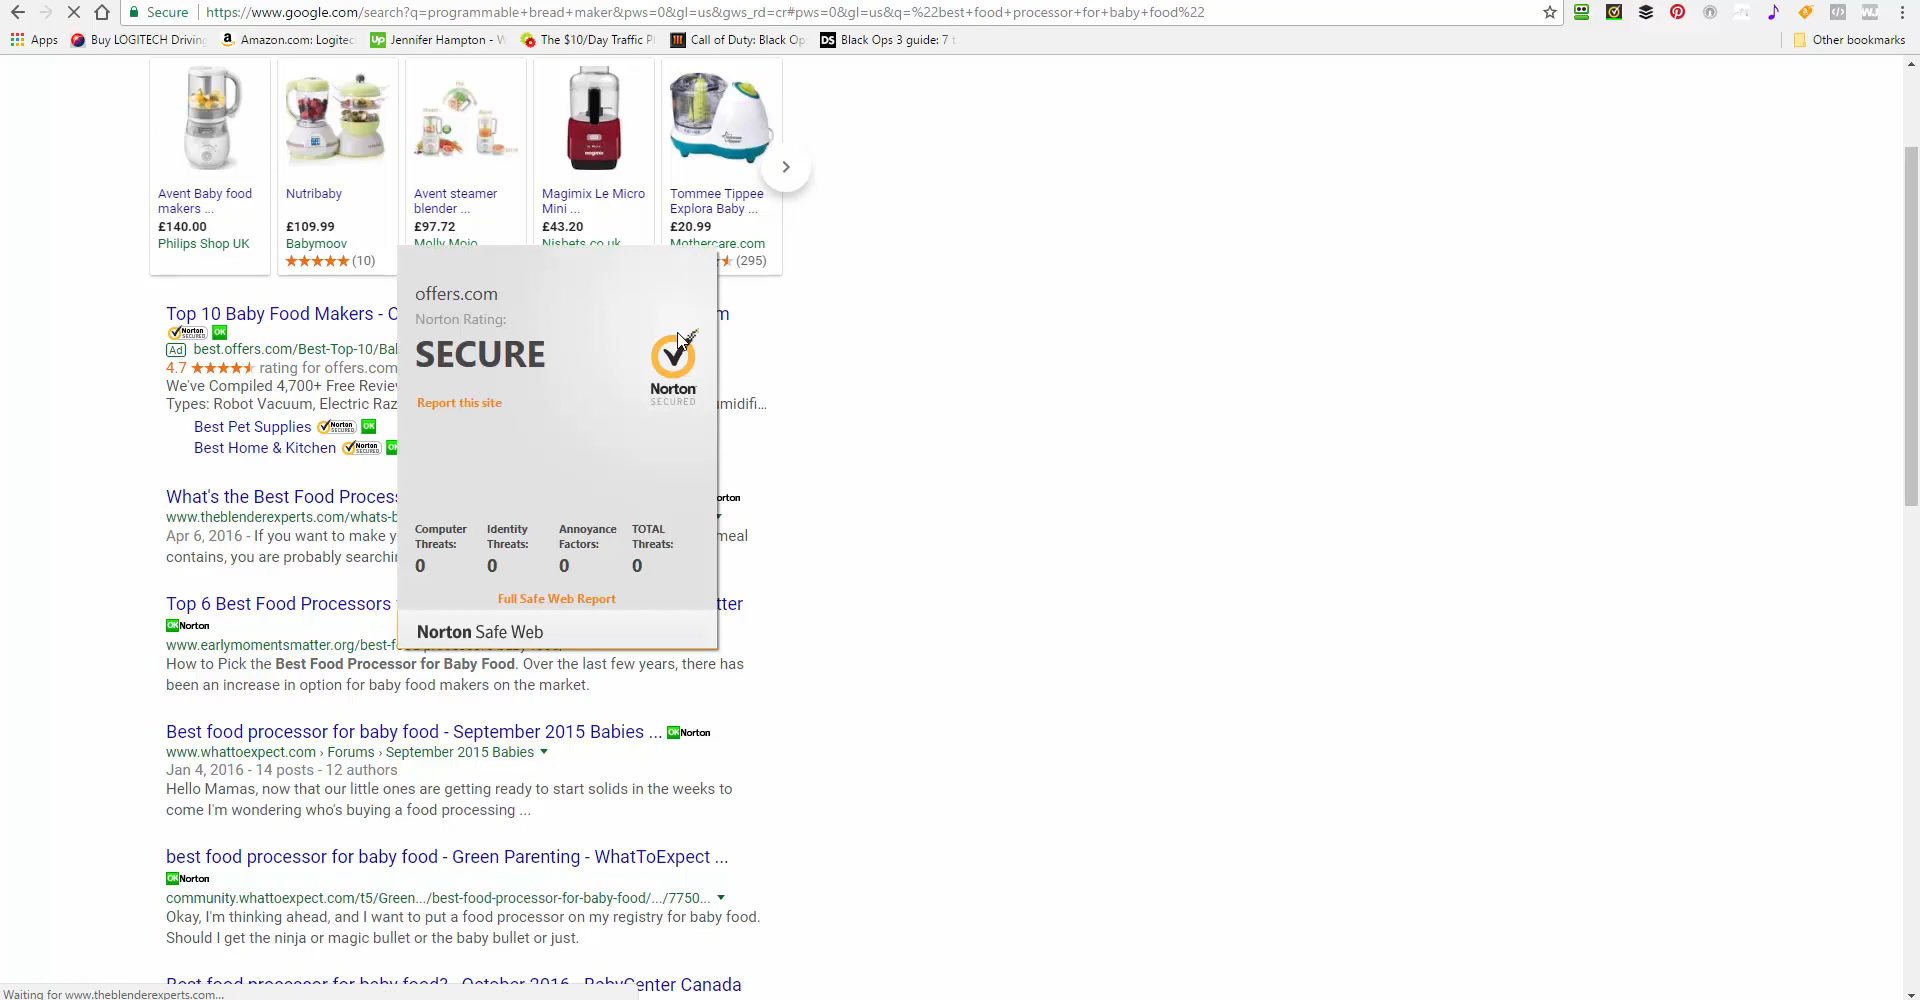 Secure https://www.google.com/search?q=programmable+bread+maker&pws=0&gl=us&gws_rd=cr#pws=0&gl=us&q=%22best+food+processor+for+baby+food%22
Apps Buy LOGITECH Driving Amazon.com: Logitec Jennifer Hampton - W The $10/Day Traffic P Call of Duty: Black Op Black Ops 3 guide: 7 t Other bookmarks
Avent Baby food makers ...
£140.00
Philips Shop UK
Nutribaby
£109.99
Babymoov
(10)
Avent steamer blender ...
£97.72
Molly Mojo
Magimix Le Micro Mini ...
£43.20
Nisbets.co.uk
Tommee Tippee Explora Baby ...
£20.99
Mothercare.com
(295)
Top 10 Baby Food Makers - C
m
Norton SECURED OK
Ad best.offers.com/Best-Top-10/Bal
4.7 rating for offers.com
We've Compiled 4,700+ Free Revie
Types: Robot Vacuum, Electric Raz umidifi...
Best Pet Supplies Norton SECURED OK
Best Home & Kitchen Norton SECURED OK
offers.com
Norton Rating:
SECURE
Report this site
Norton
SECURED
Computer Threats: 0
Identity Threats: 0
Annoyance Factors: 0
TOTAL Threats: 0
Full Safe Web Report
Norton Safe Web
What's the Best Food Process orton
www.theblenderexperts.com/whats-b
Apr 6, 2016 - If you want to make y meal
contains, you are probably searchin
Top 6 Best Food Processors tter
OK Norton
www.earlymomentsmatter.org/best-f
How to Pick the Best Food Processor for Baby Food. Over the last few years, there has
been an increase in option for baby food makers on the market.
Best food processor for baby food - September 2015 Babies ... OK Norton
www.whattoexpect.com › Forums › September 2015 Babies
Jan 4, 2016 - 14 posts - 12 authors
Hello Mamas, now that our little ones are getting ready to start solids in the weeks to
come I'm wondering who's buying a food processing ...
best food processor for baby food - Green Parenting - WhatToExpect ...
OK Norton
community.whattoexpect.com/t5/Green.../best-food-processor-for-baby-food/.../7750...
Okay, I'm thinking ahead, and I want to put a food processor on my registry for baby food.
Should I get the ninja or magic bullet or the baby bullet or just.
Best food processor for baby food? - October 2016 - BabyCenter Canada
Waiting for www.theblenderexperts.com...